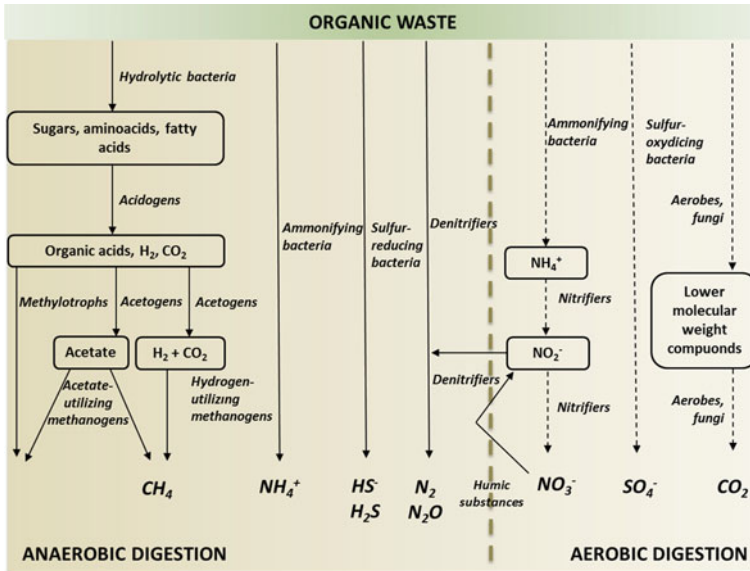 ORGANIC WASTE
Hydrolytic bacteria
Sugars, aminoacids, fatty
acids
Acidogens
Organic acids, H₂, CO₂
Methylotrophs
Acetogens
Acetogens
Acetate
H₂ + CO₂
Acetate-
utilizing
methanogens
Hydrogen-
utilizing
methanogens
CH₄
Ammonifying
bacteria
NH₄⁺
Sulfur-
reducing
bacteria
HS⁻
H₂S
Denitrifiers
N₂
N₂O
Denitrifiers
Humic
substances
Ammonifying
bacteria
NH₄⁺
Nitrifiers
NO₂⁻
Nitrifiers
NO₃⁻
Sulfur-
oxydicing
bacteria
SO₄⁻
Aerobes,
fungi
Lower
molecular
weight
compuonds
Aerobes,
fungi
CO₂
ANAEROBIC DIGESTION
AEROBIC DIGESTION